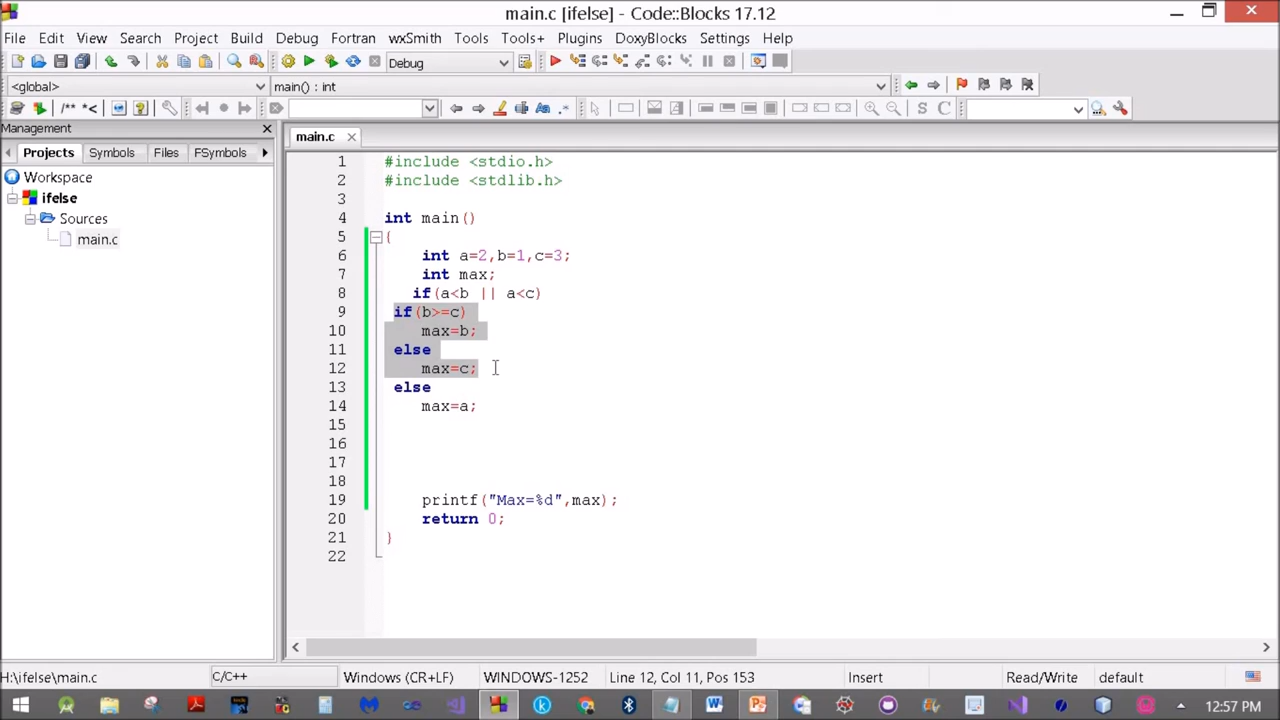 main.c [ifelse] - Code::Blocks 17.12
File Edit View Search Project Build Debug Fortran wxSmith Tools Tools+ Plugins DoxyBlocks Settings Help
Debug
<global> main() : int
/** *< Aa .* S C
Management
main.c
Projects Symbols Files FSymbols
Workspace
ifelse
Sources
main.c
1 #include <stdio.h>
2 #include <stdlib.h>
3
4 int main()
5 {
6 int a=2,b=1,c=3;
7 int max;
8 if(a<b || a<c)
9 if(b>=c)
10 max=b;
11 else
12 max=c;
13 else
14 max=a;
15
16
17
18
19 printf("Max=%d",max);
20 return 0;
21 }
22
H:\ifelse\main.c C/C++ Windows (CR+LF) WINDOWS-1252 Line 12, Col 11, Pos 153 Insert Read/Write default
12:57 PM